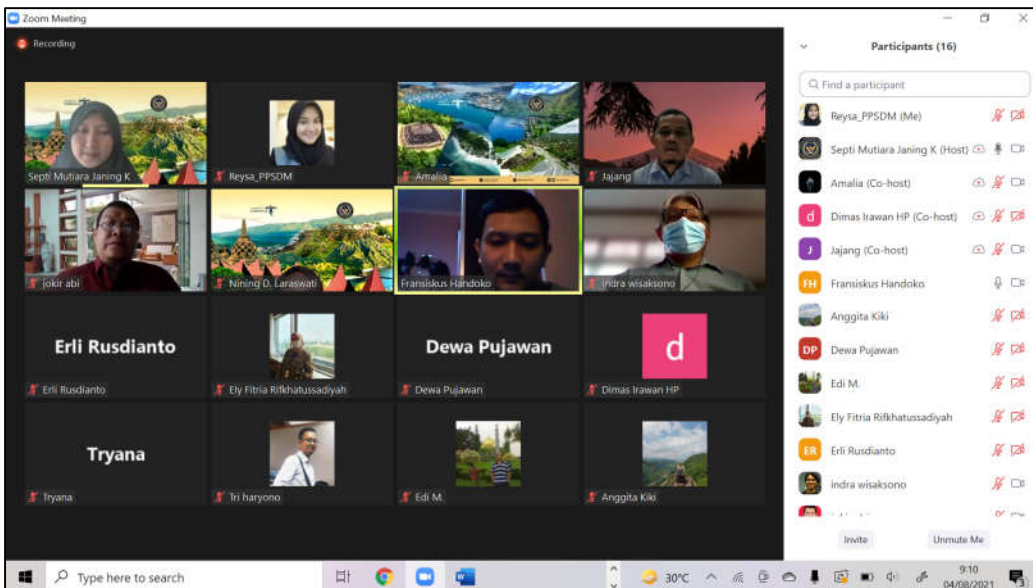 Zoom Meeting
Recording
Septi Mutiara Janing K
Reysa_PPSDM
Amalia
Jajang
jokir abi
Nining D. Laraswati
Fransiskus Handoko
indra wisaksono
Erli Rusdianto
Erli Rusdianto
Ely Fitria Rifkhatussadiyah
Dewa Pujawan
Dewa Pujawan
d
Dimas Irawan HP
Tryana
Tryana
Tri haryono
Edi M.
Anggita Kiki
Participants (16)
Find a participant
Reysa_PPSDM (Me)
Septi Mutiara Janing K (Host)
Amalia (Co-host)
d Dimas Irawan HP (Co-host)
J Jajang (Co-host)
FH Fransiskus Handoko
Anggita Kiki
DP Dewa Pujawan
Edi M.
Ely Fitria Rifkhatussadiyah
ER Erli Rusdianto
indra wisaksono
Invite Unmute Me
Type here to search
30°C
9:10
04/08/2021